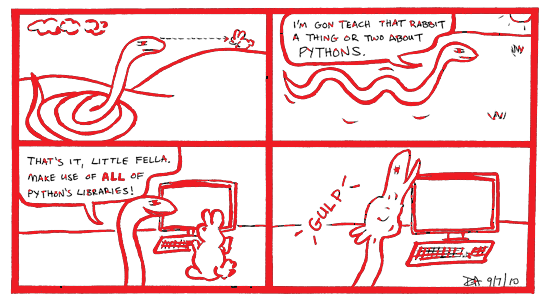 I'M GON TEACH THAT RABBIT
A THING OR TWO ABOUT
PYTHONS.
THAT'S IT, LITTLE FELLA.
MAKE USE OF ALL OF
PYTHON'S LIBRARIES!
GULP
DA 9/7/10